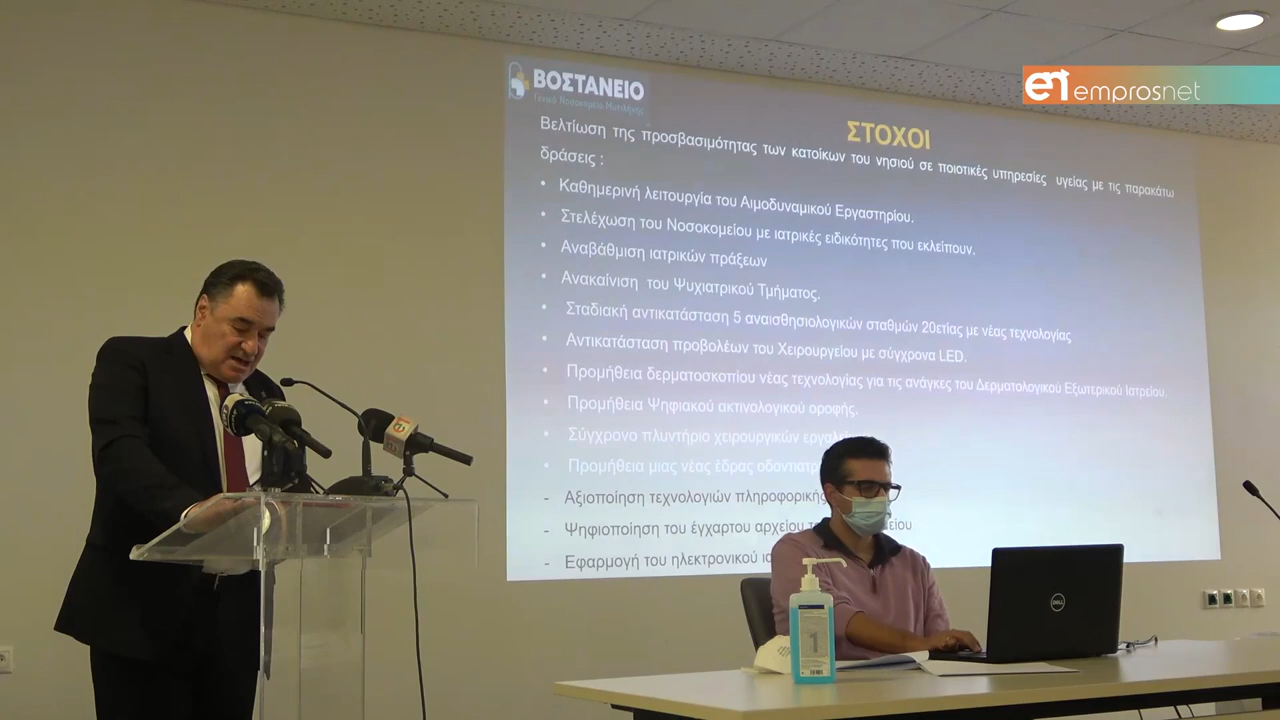 ΒΟΣΤΑΝΕΙΟ
Γενικό Νοσοκομείο Μυτιλήνης
emprosnet
ΣΤΟΧΟΙ
Βελτίωση της προσβασιμότητας των κατοίκων του νησιού σε ποιοτικές υπηρεσίες υγείας με τις παρακάτω
δράσεις :
• Καθημερινή λειτουργία του Αιμοδυναμικού Εργαστηρίου.
• Στελέχωση του Νοσοκομείου με ιατρικές ειδικότητες που εκλείπουν.
• Αναβάθμιση ιατρικών πράξεων
• Ανακαίνιση του Ψυχιατρικού Τμήματος.
• Σταδιακή αντικατάσταση 5 αναισθησιολογικών σταθμών 20ετίας με νέας τεχνολογίας
• Αντικατάσταση προβολέων του Χειρουργείου με σύγχρονα LED.
• Προμήθεια δερματοσκοπίου νέας τεχνολογίας για τις ανάγκες του Δερματολογικού Εξωτερικού Ιατρείου.
• Προμήθεια Ψηφιακού ακτινολογικού οροφής.
• Σύγχρονο πλυντήριο χειρουργικών
• Προμήθεια μιας νέας έδρας
- Αξιοποίηση τεχνολογιών πληροφορικής
- Ψηφιοποίηση του έγχαρτου αρχείου
- Εφαρμογή του ηλεκτρονικού
DELL
1